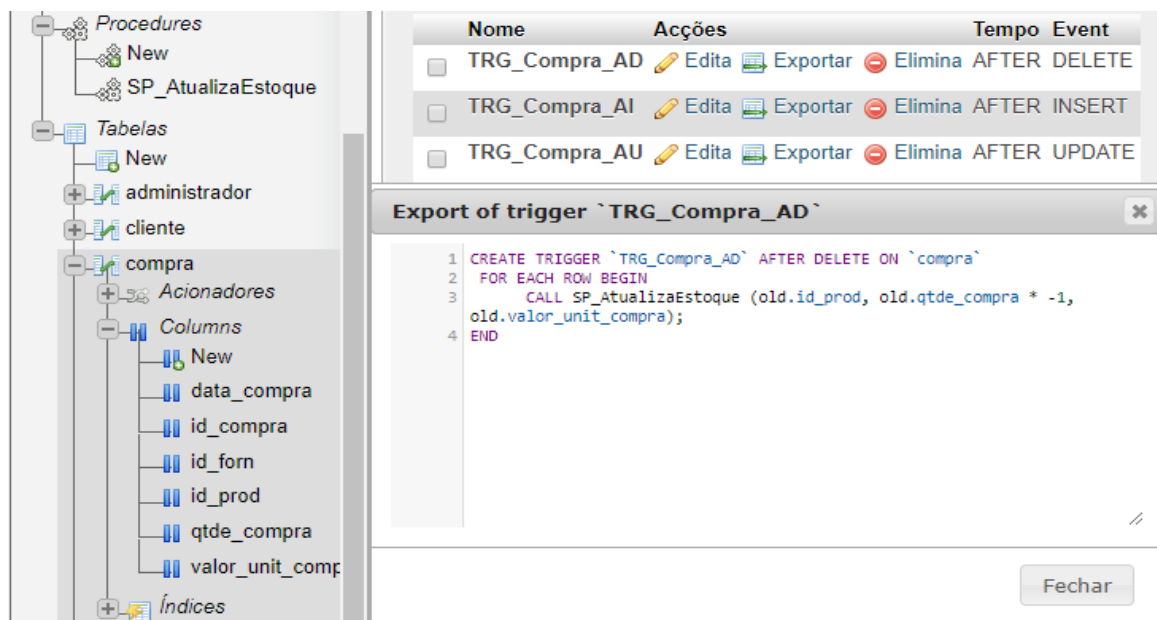 Procedures
New
SP_AtualizaEstoque
Tabelas
New
administrador
cliente
compra
Acionadores
Columns
New
data_compra
id_compra
id_forn
id_prod
qtde_compra
valor_unit_comp
Índices
Nome Acções Tempo Event
TRG_Compra_AD Edita Exportar Elimina AFTER DELETE
TRG_Compra_AI Edita Exportar Elimina AFTER INSERT
TRG_Compra_AU Edita Exportar Elimina AFTER UPDATE
Export of trigger `TRG_Compra_AD`
1 CREATE TRIGGER `TRG_Compra_AD` AFTER DELETE ON `compra`
2 FOR EACH ROW BEGIN
3 CALL SP_AtualizaEstoque (old.id_prod, old.qtde_compra * -1,
old.valor_unit_compra);
4 END
Fechar